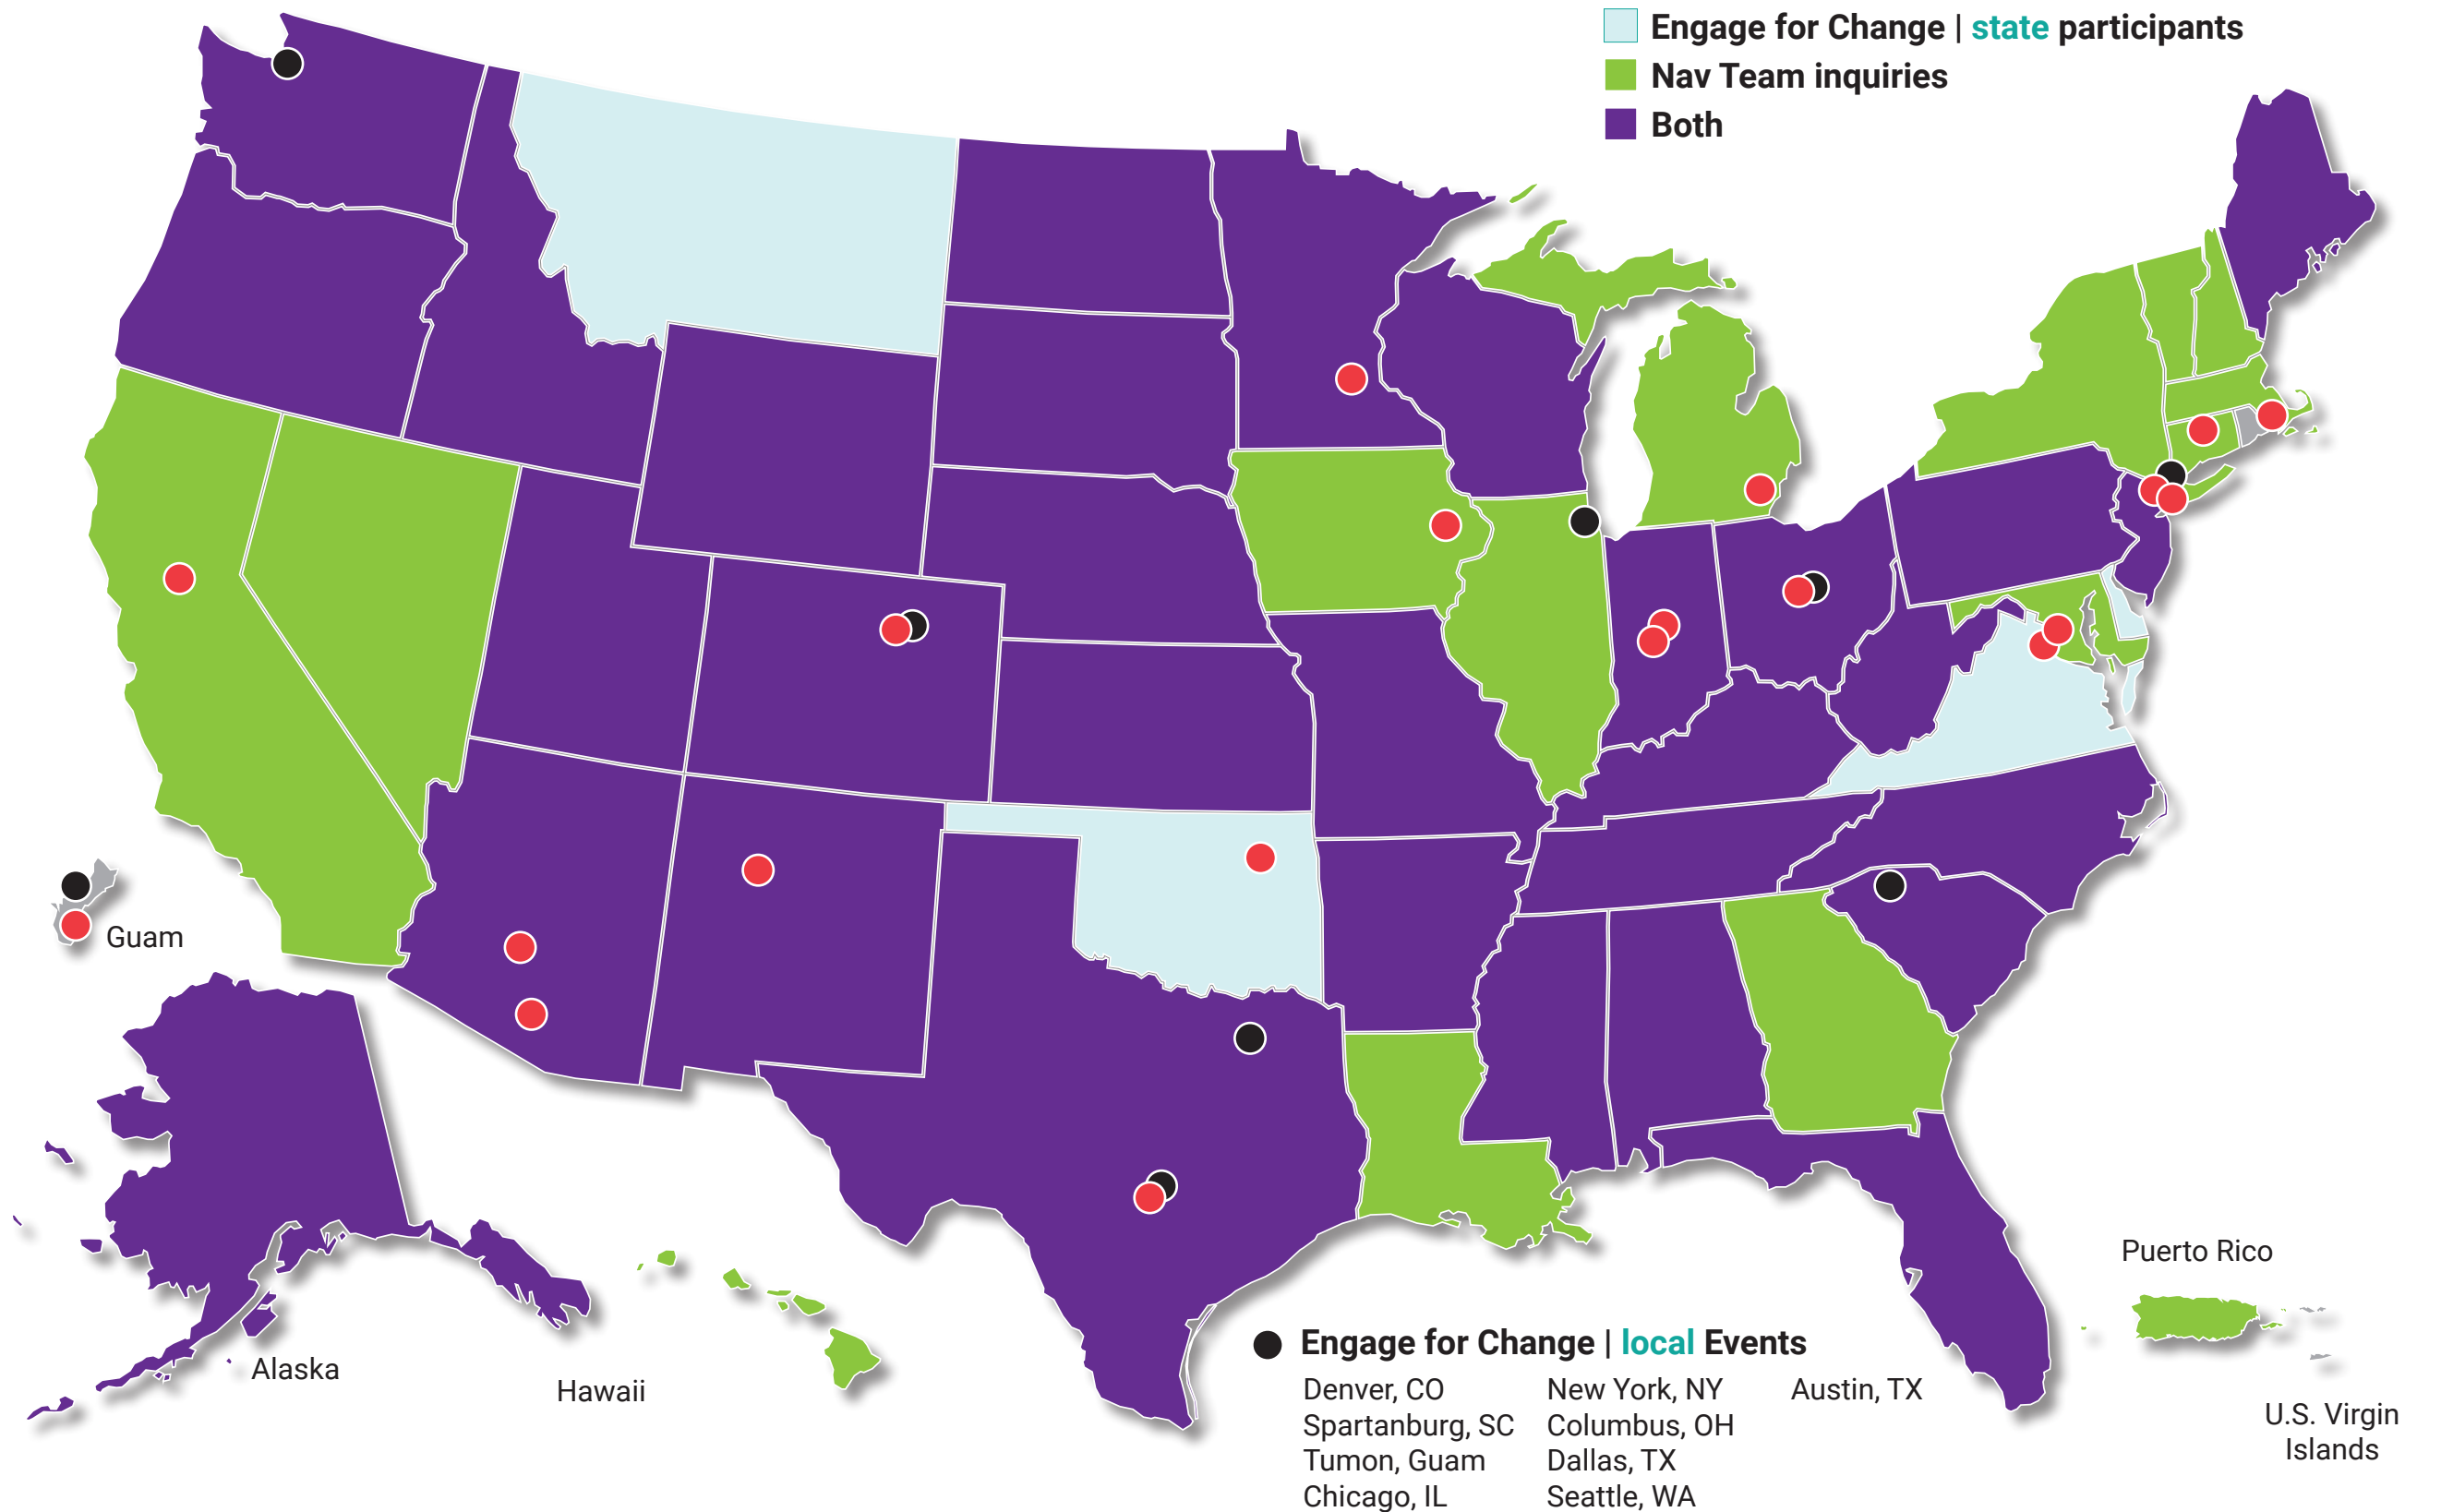 Engage for Change | state participants
Nav Team inquiries
Both
Guam
Alaska
Hawaii
Puerto Rico
U.S. Virgin
Islands
Engage for Change | local Events
Denver, CO
Spartanburg, SC
Tumon, Guam
Chicago, IL
New York, NY
Columbus, OH
Dallas, TX
Seattle, WA
Austin, TX